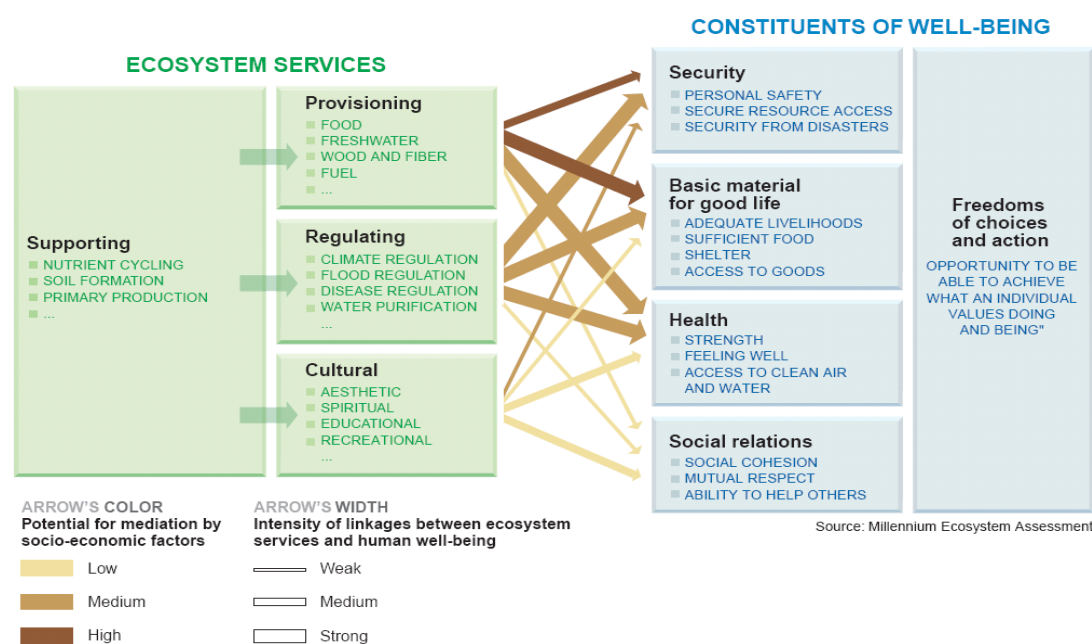 CONSTITUENTS OF WELL-BEING
ECOSYSTEM SERVICES
Supporting
NUTRIENT CYCLING
SOIL FORMATION
PRIMARY PRODUCTION
...
Provisioning
FOOD
FRESHWATER
WOOD AND FIBER
FUEL
...
Regulating
CLIMATE REGULATION
FLOOD REGULATION
DISEASE REGULATION
WATER PURIFICATION
...
Cultural
AESTHETIC
SPIRITUAL
EDUCATIONAL
RECREATIONAL
...
Security
PERSONAL SAFETY
SECURE RESOURCE ACCESS
SECURITY FROM DISASTERS
Basic material
for good life
ADEQUATE LIVELIHOODS
SUFFICIENT FOOD
SHELTER
ACCESS TO GOODS
Health
STRENGTH
FEELING WELL
ACCESS TO CLEAN AIR
AND WATER
Social relations
SOCIAL COHESION
MUTUAL RESPECT
ABILITY TO HELP OTHERS
Freedoms
of choices
and action
OPPORTUNITY TO BE
ABLE TO ACHIEVE
WHAT AN INDIVIDUAL
VALUES DOING
AND BEING"
Source: Millennium Ecosystem Assessment
ARROW'S COLOR
Potential for mediation by
socio-economic factors
Low
Medium
High
ARROW'S WIDTH
Intensity of linkages between ecosystem
services and human well-being
Weak
Medium
Strong